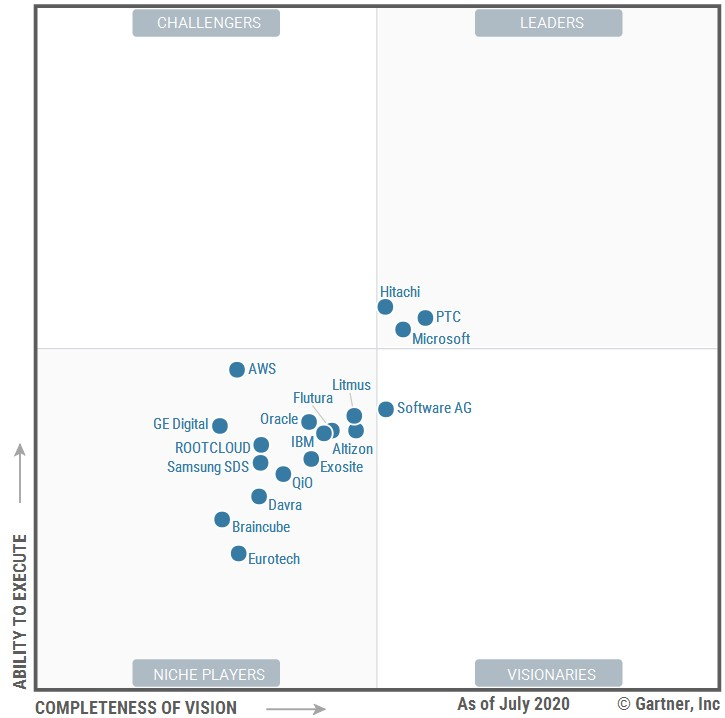 CHALLENGERS
LEADERS
Hitachi
PTC
Microsoft
AWS
Litmus
Flutura
Software AG
Oracle
GE Digital
IBM
ROOTCLOUD
Altizon
Samsung SDS
Exosite
QiO
Davra
Braincube
Eurotech
ABILITY TO EXECUTE
NICHE PLAYERS
VISIONARIES
COMPLETENESS OF VISION
As of July 2020
© Gartner, Inc